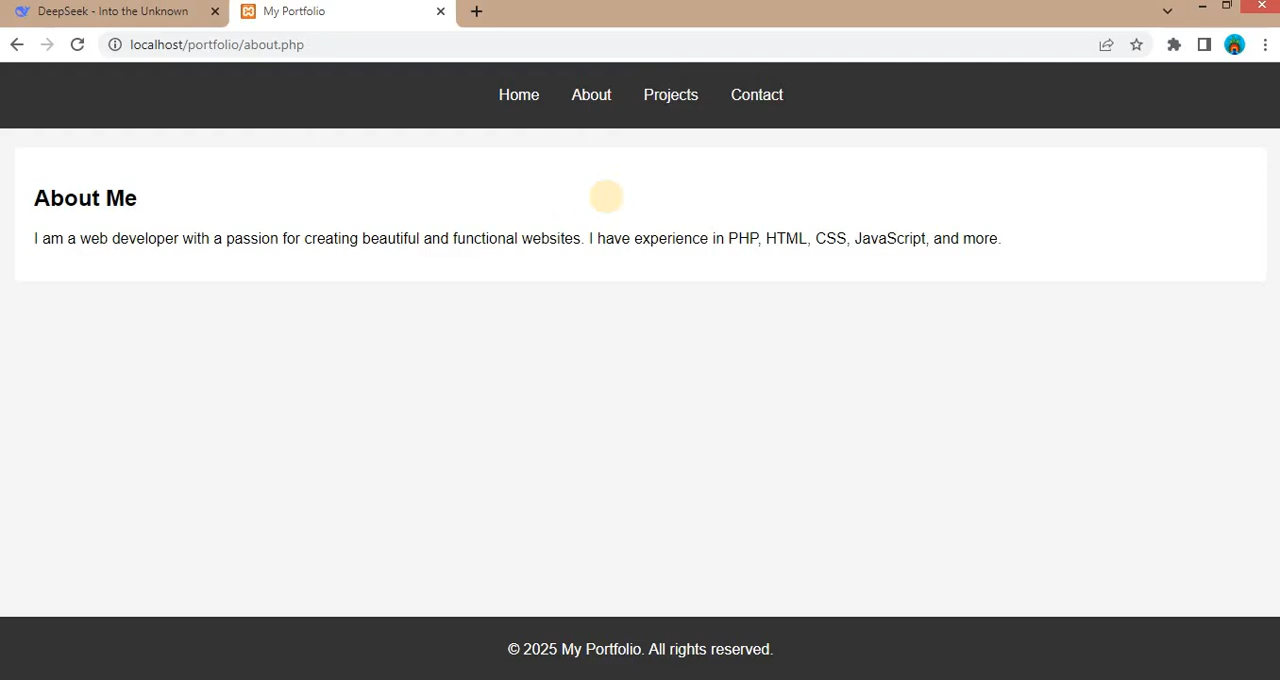 DeepSeek - Into the Unknown
My Portfolio
localhost/portfolio/about.php
Home About Projects Contact
About Me
I am a web developer with a passion for creating beautiful and functional websites. I have experience in PHP, HTML, CSS, JavaScript, and more.
© 2025 My Portfolio. All rights reserved.